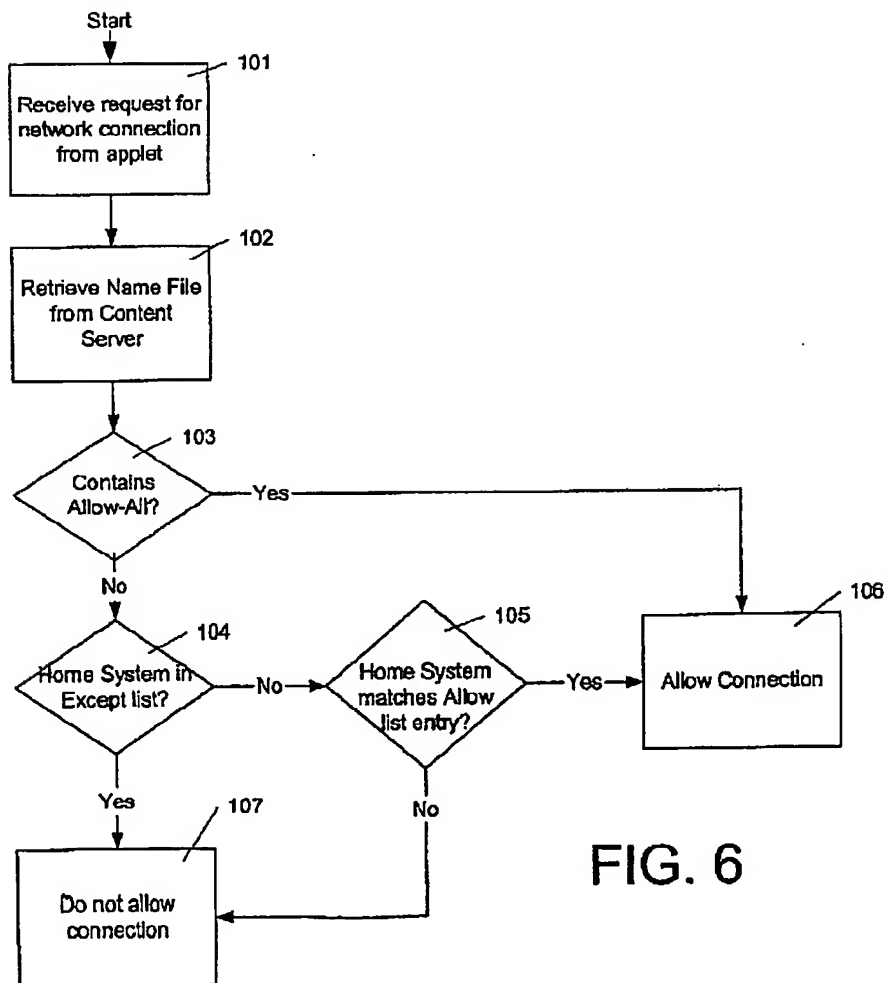 Start
101
Receive request for
network connection
from applet
102
Retrieve Name File
from Content
Server
103
Contains
Allow-All?
Yes
No
104
Home System in
Except list?
No
105
Home System
matches Allow
list entry?
Yes
106
Allow Connection
Yes
No
107
Do not allow
connection
FIG. 6